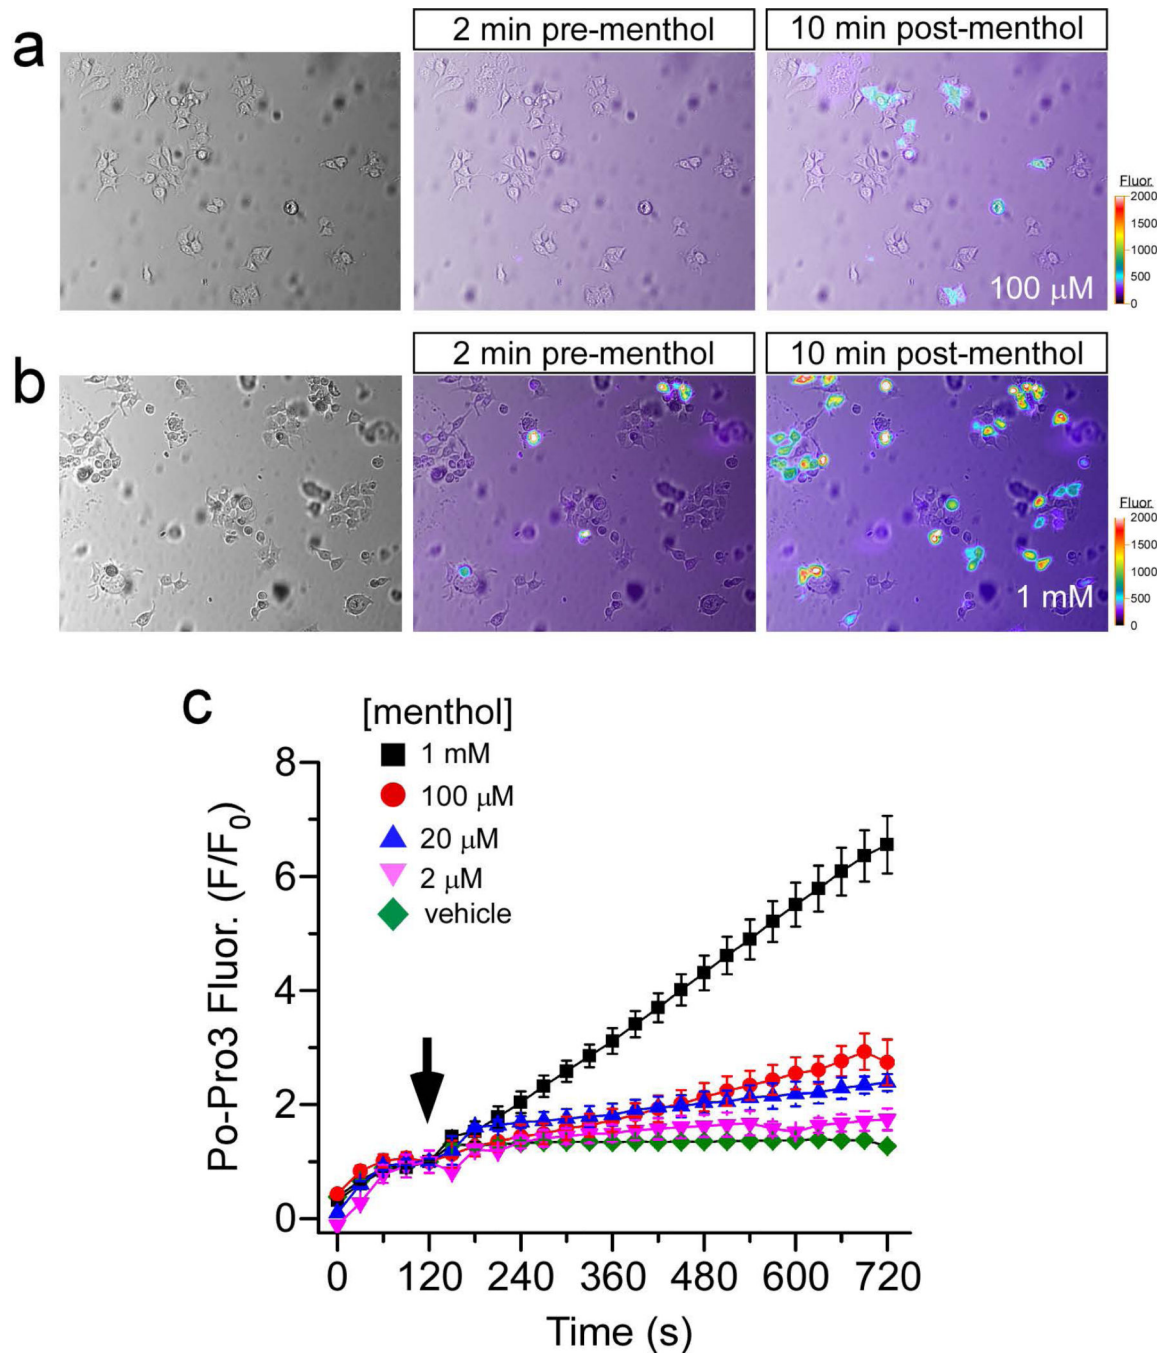 a
2 min pre-menthol
10 min post-menthol
Fluor.
2000
1500
1000
500
0
100 μM
b
2 min pre-menthol
10 min post-menthol
Fluor.
2000
1500
1000
500
0
1 mM
c
[menthol]
1 mM
100 μM
20 μM
2 μM
vehicle
Po-Pro3 Fluor. (F/F0)
8
6
4
2
0
0 120 240 360 480 600 720
Time (s)